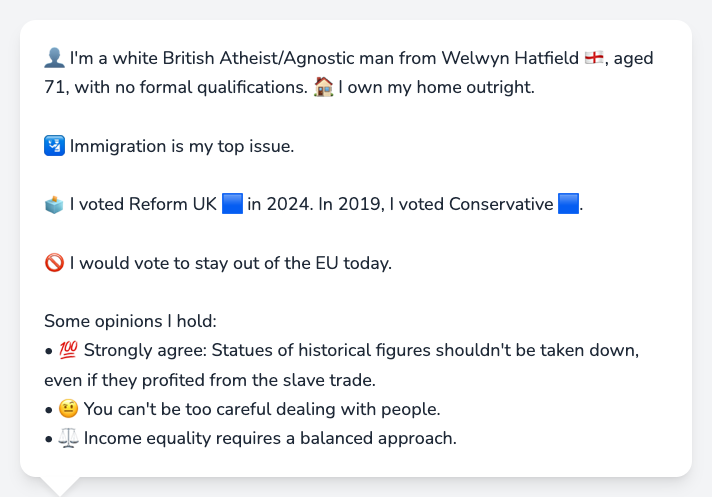 👤 I'm a white British Atheist/Agnostic man from Welwyn Hatfield 🏴󠁧󠁢󠁥󠁮󠁧󠁿, aged
71, with no formal qualifications. 🏠 I own my home outright.
🛂 Immigration is my top issue.
🗳️ I voted Reform UK 🟦 in 2024. In 2019, I voted Conservative 🟦.
🚫 I would vote to stay out of the EU today.
Some opinions I hold:
• 💯 Strongly agree: Statues of historical figures shouldn't be taken down,
even if they profited from the slave trade.
• 🤨 You can't be too careful dealing with people.
• ⚖️ Income equality requires a balanced approach.